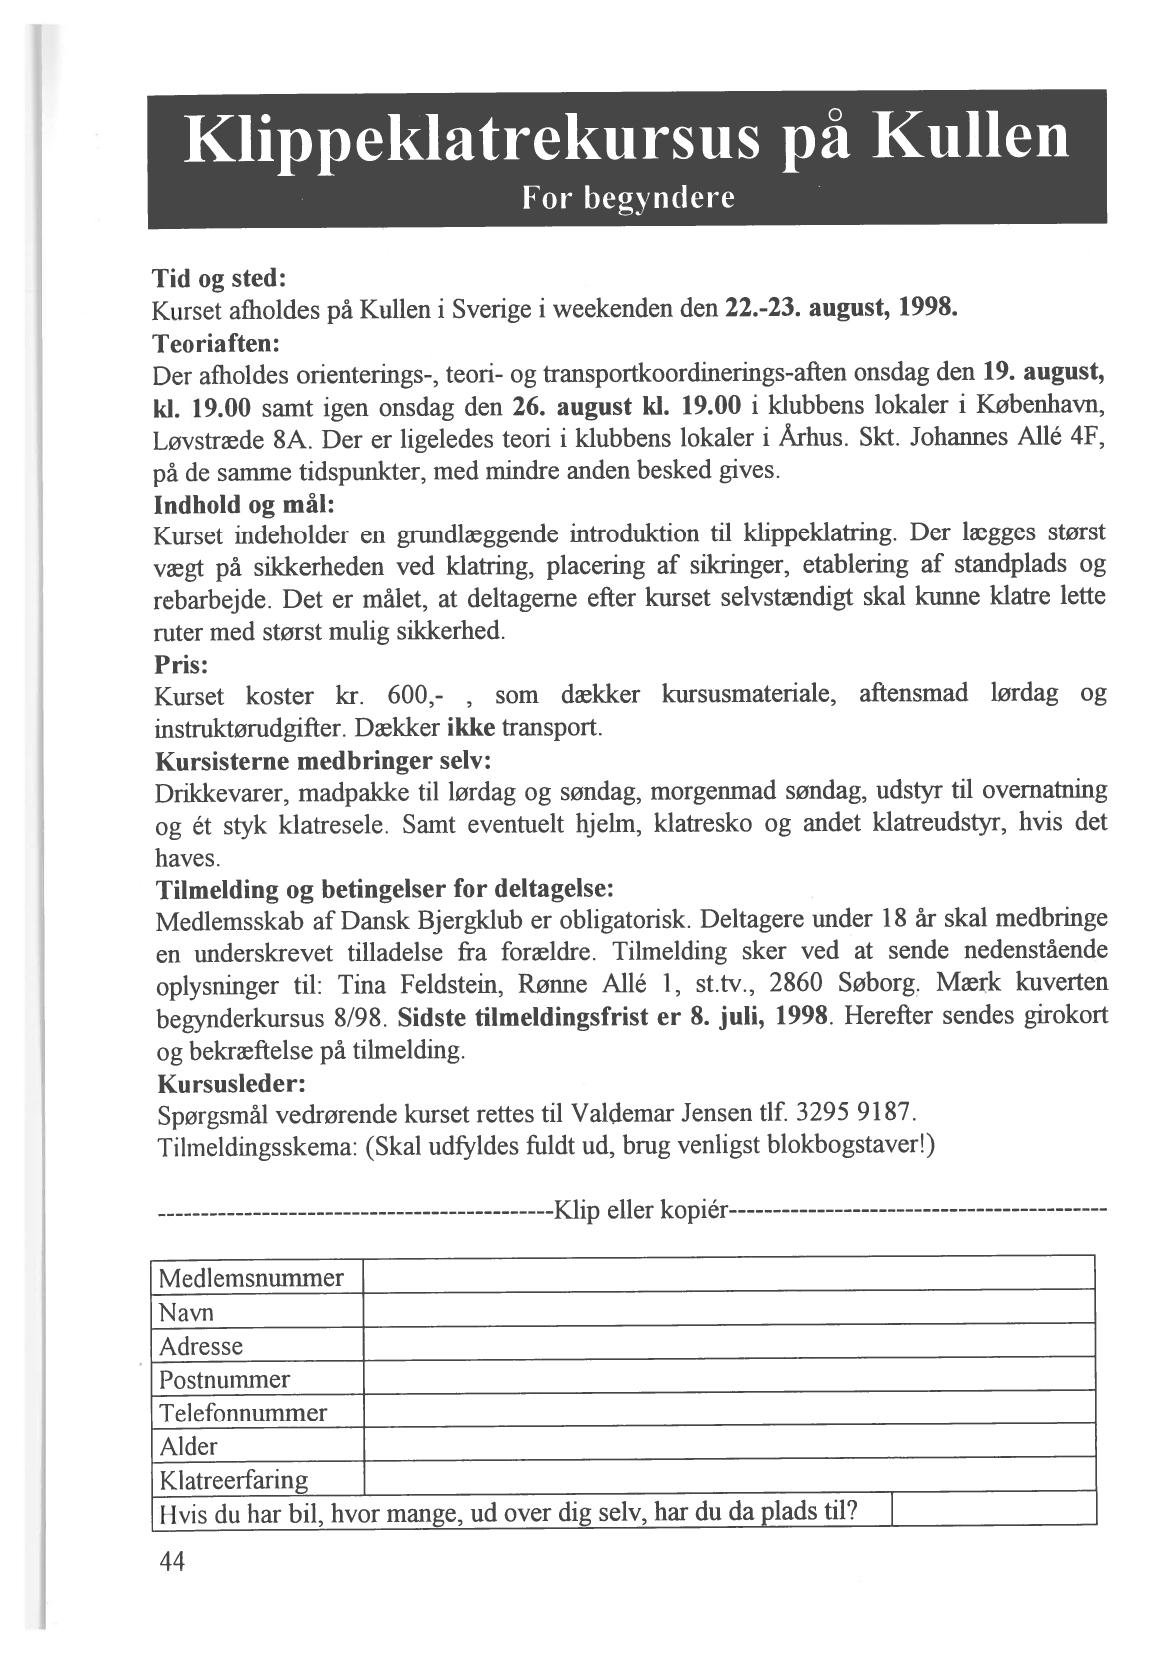 Klippeklatrekursus på Kullen
For begyndere
Tid og sted:
Kurset afholdes på Kullen i Sverige i weekenden den 22.-23. august, 1998.
Teoriaften:
Der afholdes orienterings-, teori- og transportkoordinerings-aften onsdag den 19. august,
kl. 19.00 samt igen onsdag den 26. august kl. 19.00 i klubbens lokaler i København,
Løvstræde 8A. Der er ligeledes teori i klubbens lokaler i Århus. Skt. Johannes Allé 4F,
på de samme tidspunkter, med mindre anden besked gives.
Indhold og mål:
Kurset indeholder en grundlæggende introduktion til klippeklatring. Der lægges størst
vægt på sikkerheden ved klatring, placering af sikringer, etablering af standplads og
rebarbejde. Det er målet, at deltagerne efter kurset selvstændigt skal kunne klatre lette
ruter med størst mulig sikkerhed.
Pris:
Kurset koster kr. 600,- , som dækker kursusmateriale, aftensmad lørdag og
instruktørudgifter. Dækker ikke transport.
Kursisterne medbringer selv:
Drikkevarer, madpakke til lørdag og søndag, morgenmad søndag, udstyr til overnatning
og ét styk klatresele. Samt eventuelt hjelm, klatresko og andet klatreudstyr, hvis det
haves.
Tilmelding og betingelser for deltagelse:
Medlemsskab af Dansk Bjergklub er obligatorisk. Deltagere under 18 år skal medbringe
en underskrevet tilladelse fra forældre. Tilmelding sker ved at sende nedenstående
oplysninger til: Tina Feldstein, Rønne Allé 1, st.tv., 2860 Søborg. Mærk kuverten
begynderkursus 8/98. Sidste tilmeldingsfrist er 8. juli, 1998. Herefter sendes girokort
og bekræftelse på tilmelding.
Kursusleder:
Spørgsmål vedrørende kurset rettes til Valdemar Jensen tlf. 3295 9187.
Tilmeldingsskema: (Skal udfyldes fuldt ud, brug venligst blokbogstaver!)
----------------------------------------------Klip eller kopiér--------------------------------------------
Medlemsnummer
Navn
Adresse
Postnummer
Telefonnummer
Alder
Klatreerfaring
Hvis du har bil, hvor mange, ud over dig selv, har du da plads til?
44